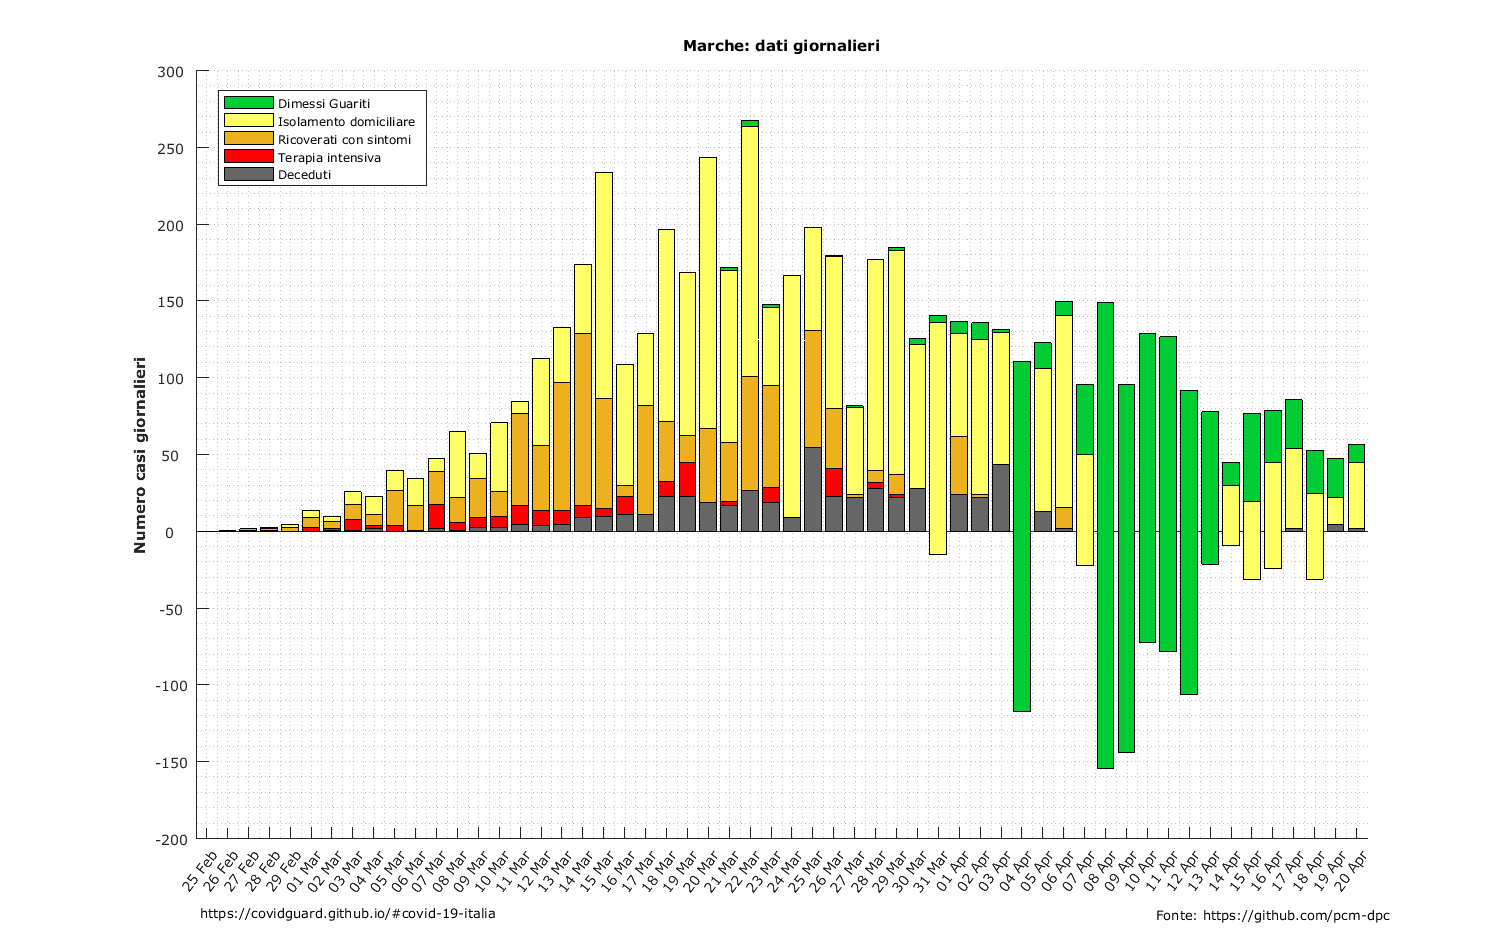 Marche: dati giornalieri
300
250
200
150
100
50
0
-50
-100
-150
-200
Numero casi giornalieri
Dimessi Guariti
Isolamento domiciliare
Ricoverati con sintomi
Terapia intensiva
Deceduti
25 Feb
26 Feb
27 Feb
28 Feb
29 Feb
01 Mar
02 Mar
03 Mar
04 Mar
05 Mar
06 Mar
07 Mar
08 Mar
09 Mar
10 Mar
11 Mar
12 Mar
13 Mar
14 Mar
15 Mar
16 Mar
17 Mar
18 Mar
19 Mar
20 Mar
21 Mar
22 Mar
23 Mar
24 Mar
25 Mar
26 Mar
27 Mar
28 Mar
29 Mar
30 Mar
31 Mar
01 Apr
02 Apr
03 Apr
04 Apr
05 Apr
06 Apr
07 Apr
08 Apr
09 Apr
10 Apr
11 Apr
12 Apr
13 Apr
14 Apr
15 Apr
16 Apr
17 Apr
18 Apr
19 Apr
20 Apr
https://covidguard.github.io/#covid-19-italia
Fonte: https://github.com/pcm-dpc